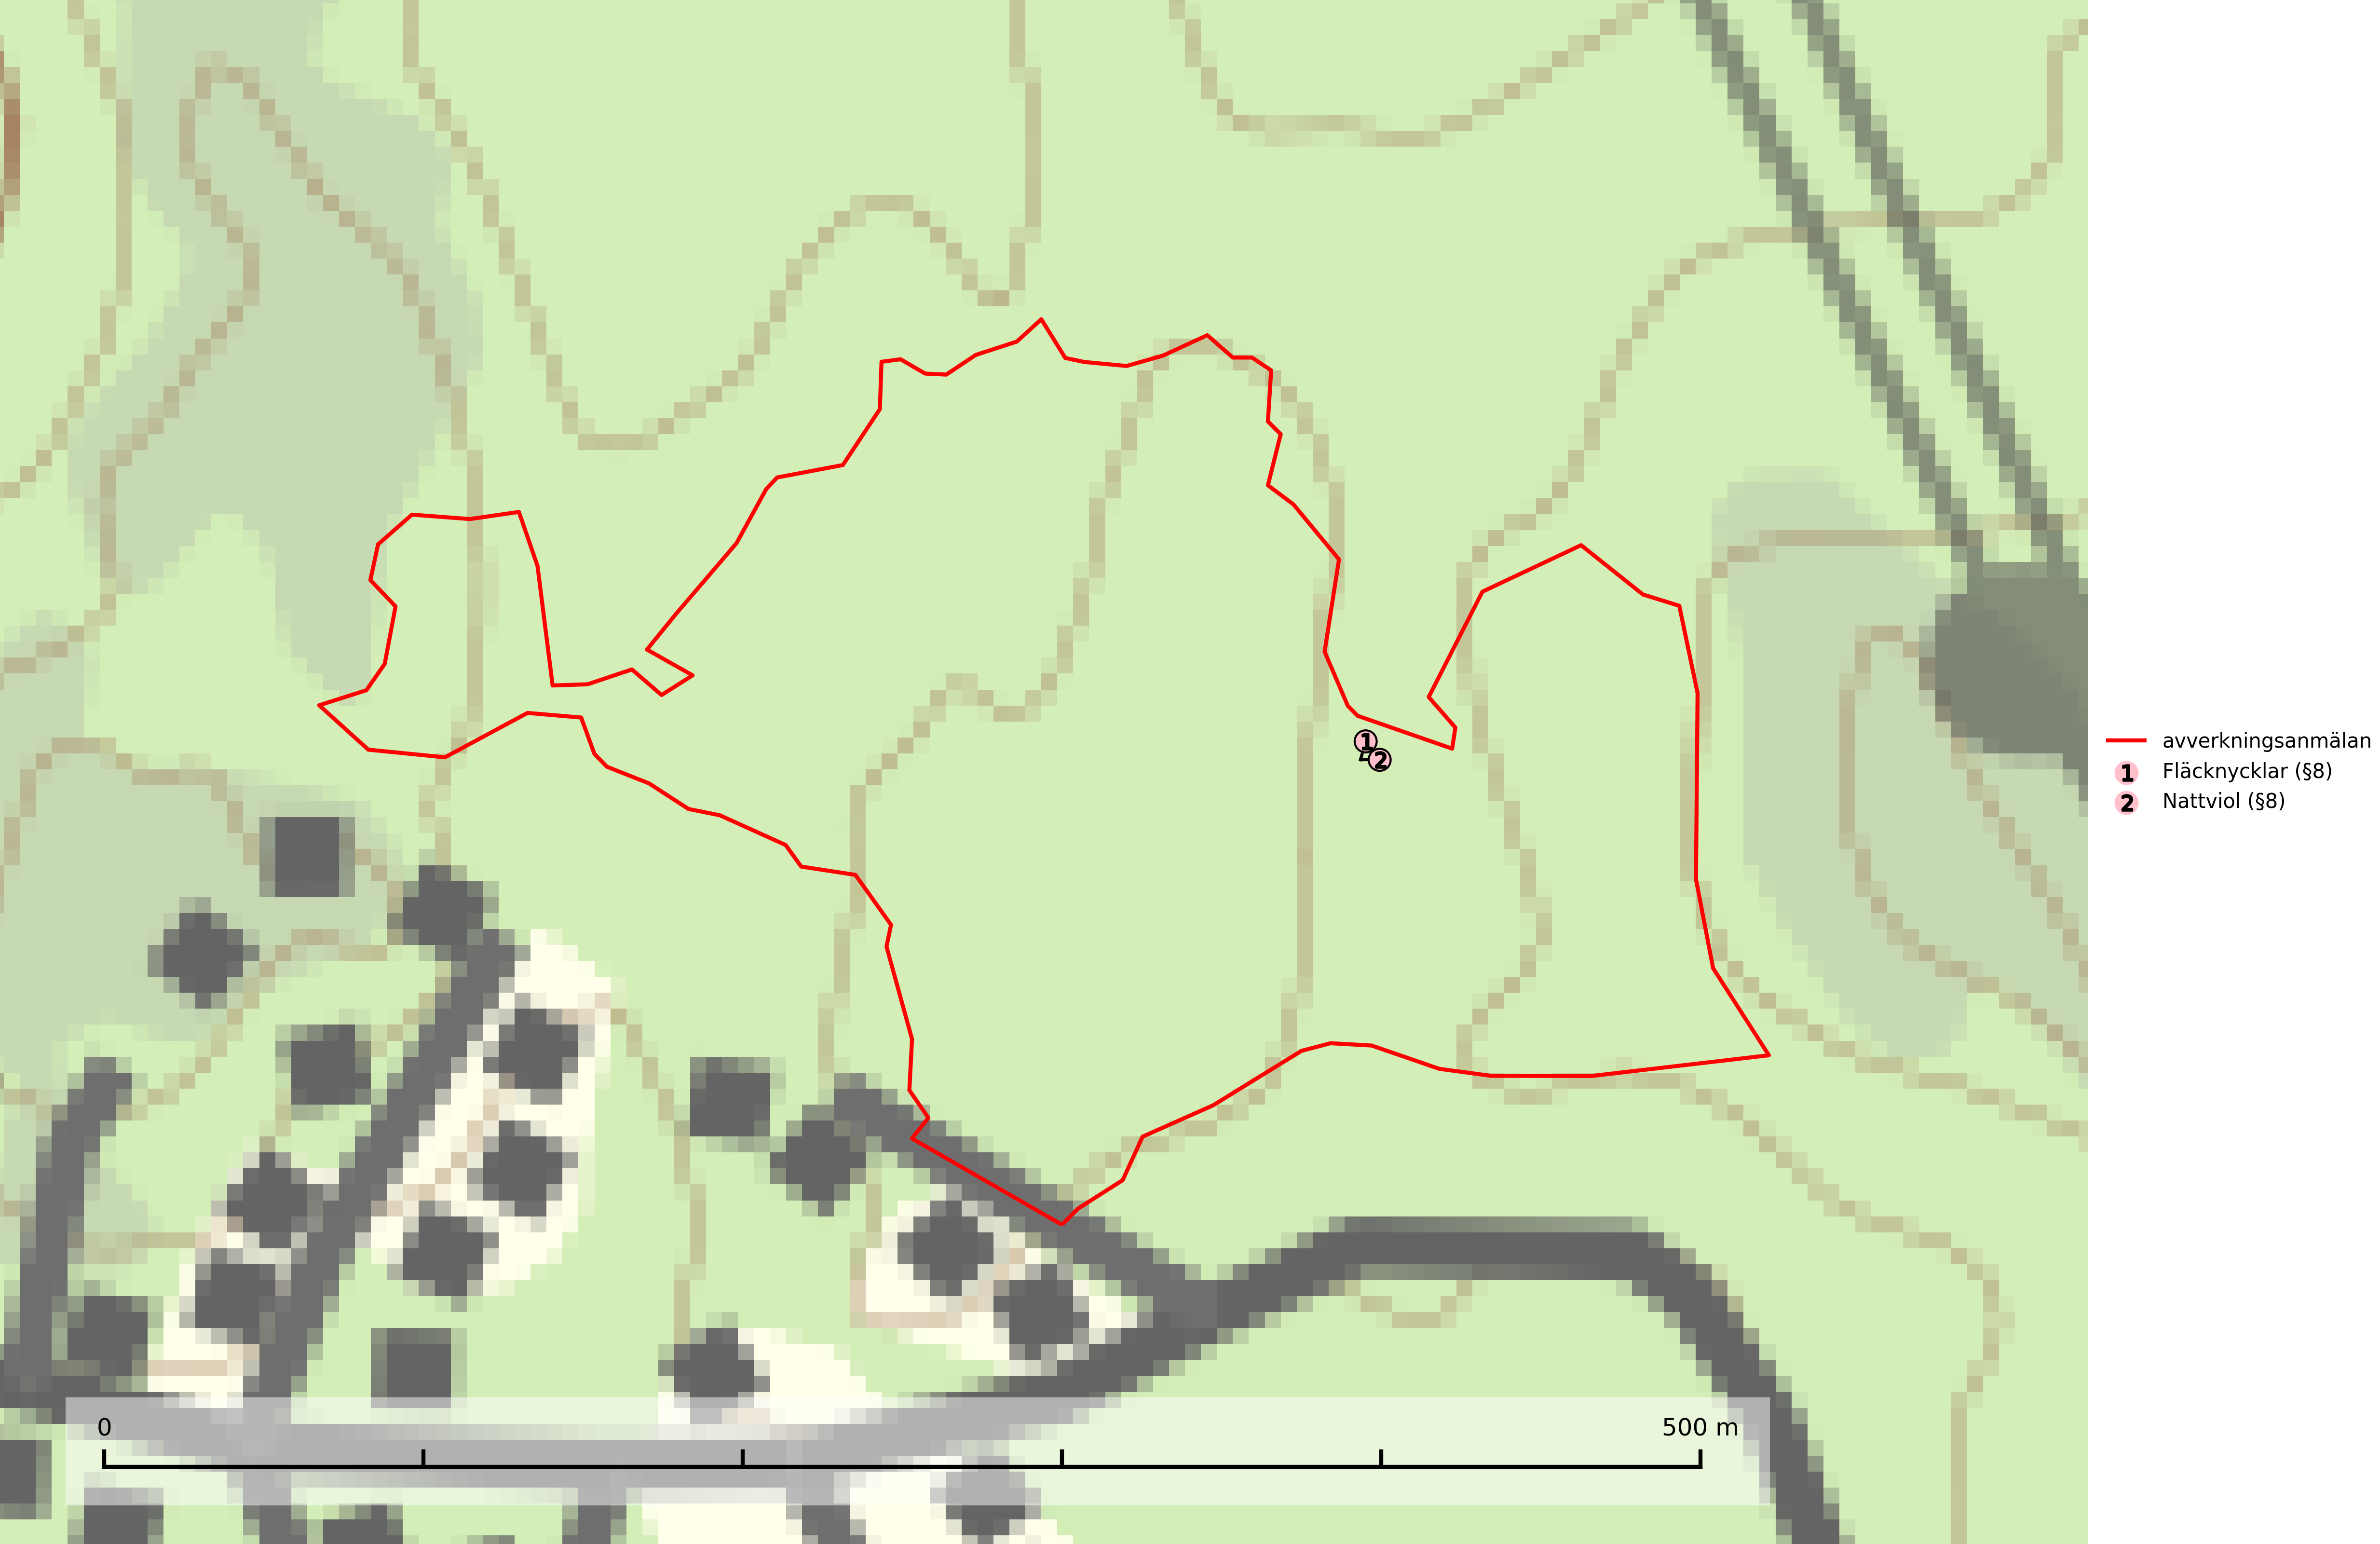 1
2
avverkningsanmälan
1 Fläcknycklar (§8)
2 Nattviol (§8)
0 500 m